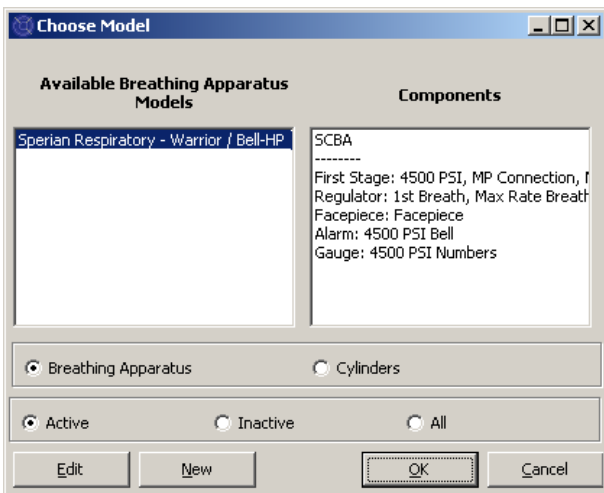 Choose Model
Available Breathing Apparatus
Models
Components
Sperian Respiratory - Warrior / Bell-HP
SCBA
--------
First Stage: 4500 PSI, MP Connection,
Regulator: 1st Breath, Max Rate Breath
Facepiece: Facepiece
Alarm: 4500 PSI Bell
Gauge: 4500 PSI Numbers
Breathing Apparatus
Cylinders
Active
Inactive
All
Edit
New
OK
Cancel